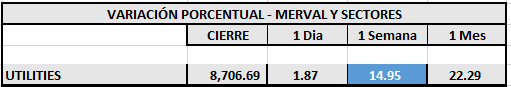 VARIACIÓN PORCENTUAL - MERVAL Y SECTORES
CIERRE 1 Dia 1 Semana 1 Mes
UTILITIES 8,706.69 1.87 14.95 22.29